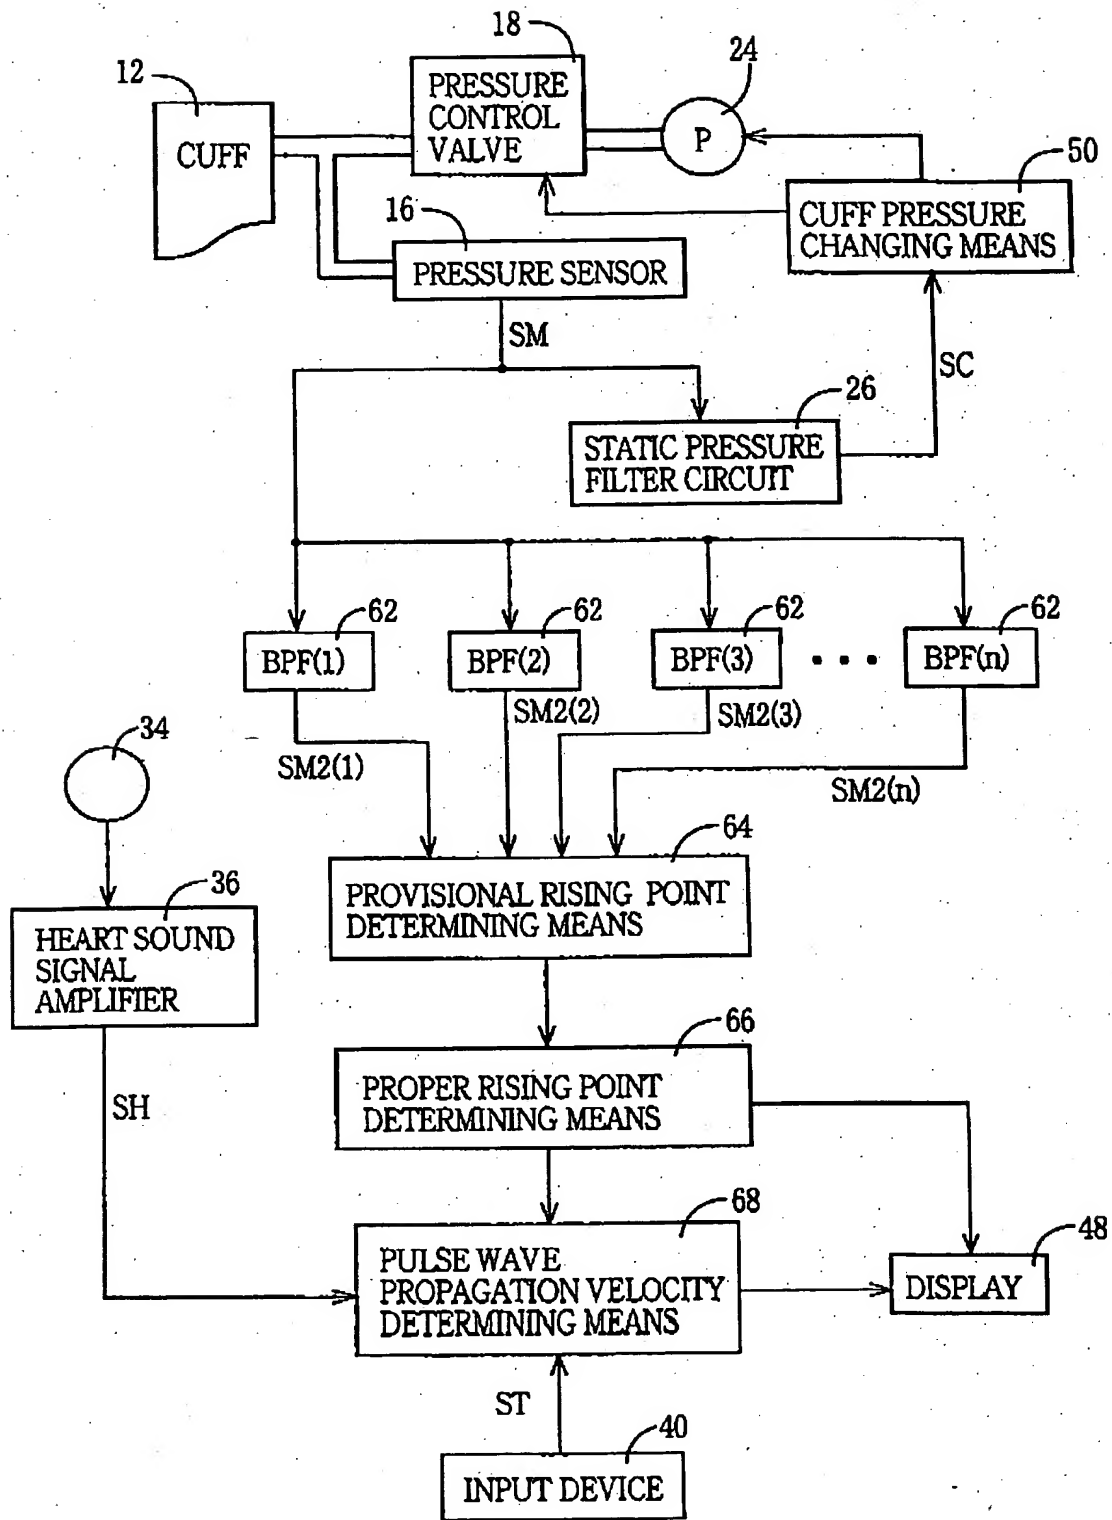 18
PRESSURE
CONTROL
VALVE
24
P
12
CUFF
50
CUFF PRESSURE
CHANGING MEANS
16
PRESSURE SENSOR
SM
SC
26
STATIC PRESSURE
FILTER CIRCUIT
62
62
62
62
BPF(1)
BPF(2)
BPF(3)
BPF(n)
SM2(1)
SM2(2)
SM2(3)
SM2(n)
34
64
PROVISIONAL RISING POINT
DETERMINING MEANS
36
HEART SOUND
SIGNAL
AMPLIFIER
66
PROPER RISING POINT
DETERMINING MEANS
SH
68
PULSE WAVE
PROPAGATION VELOCITY
DETERMINING MEANS
48
DISPLAY
ST
40
INPUT DEVICE